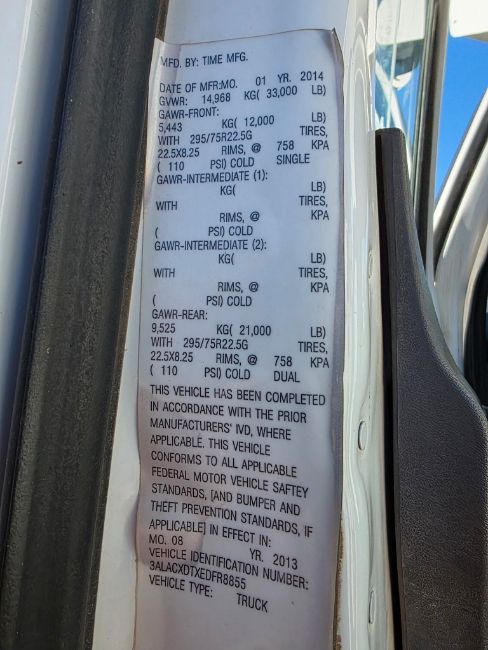 MFD. BY: TIME MFG.
DATE OF MFR:MO. 01 YR. 2014
GVWR: 14,968 KG( 33,000 LB)
GAWR-FRONT:
5,443 KG( 12,000 LB)
WITH 295/75R22.5G TIRES,
22.5X8.25 RIMS, @ 758 KPA
( 110 PSI) COLD SINGLE
GAWR-INTERMEDIATE (1):
KG( LB)
WITH TIRES,
RIMS, @ KPA
( PSI) COLD
GAWR-INTERMEDIATE (2):
KG( LB)
WITH TIRES,
RIMS, @ KPA
( PSI) COLD
GAWR-REAR:
9,525 KG( 21,000 LB)
WITH 295/75R22.5G TIRES,
22.5X8.25 RIMS, @ 758 KPA
( 110 PSI) COLD DUAL
THIS VEHICLE HAS BEEN COMPLETED
IN ACCORDANCE WITH THE PRIOR
MANUFACTURERS' IVD, WHERE
APPLICABLE. THIS VEHICLE
CONFORMS TO ALL APPLICABLE
FEDERAL MOTOR VEHICLE SAFTEY
STANDARDS, [AND BUMPER AND
THEFT PREVENTION STANDARDS, IF
APPLICABLE] IN EFFECT IN:
MO. 08 YR. 2013
VEHICLE IDENTIFICATION NUMBER:
3ALACXDTXEDFR8855
VEHICLE TYPE: TRUCK